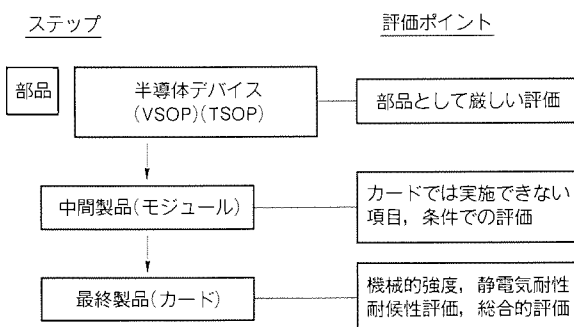 ステップ
評価ポイント
部品
半導体デバイス
(VSOP)(TSOP)
部品として厳しい評価
中間製品(モジュール)
カードでは実施できない
項目，条件での評価
最終製品(カード)
機械的強度，静電気耐性
耐候性評価，総合的評価